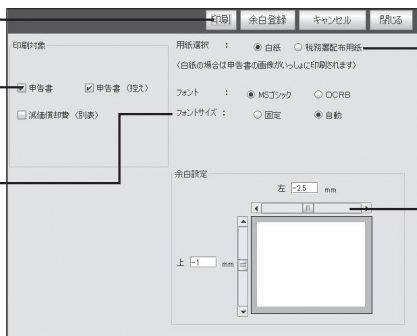 印刷 余白登録 キャンセル 閉じる
印刷対象
申告書 申告書（控え）
減価償却費（別表）
用紙選択 ： 白紙 税務署配布用紙
（白紙の場合は申告書の画像がいっしょに印刷されます）
フォント ： MSゴシック OCRB
フォントサイズ ： 固定 自動
余白設定
左 -2.5 mm
上 -1 mm